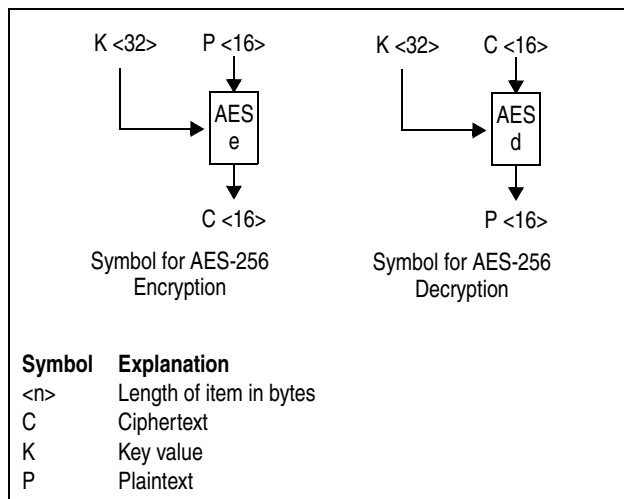 K <32> P <16> K <32> C <16>
AES AES
e d
C <16> P <16>
Symbol for AES-256 Symbol for AES-256
Encryption Decryption
Symbol Explanation
<n> Length of item in bytes
C Ciphertext
K Key value
P Plaintext